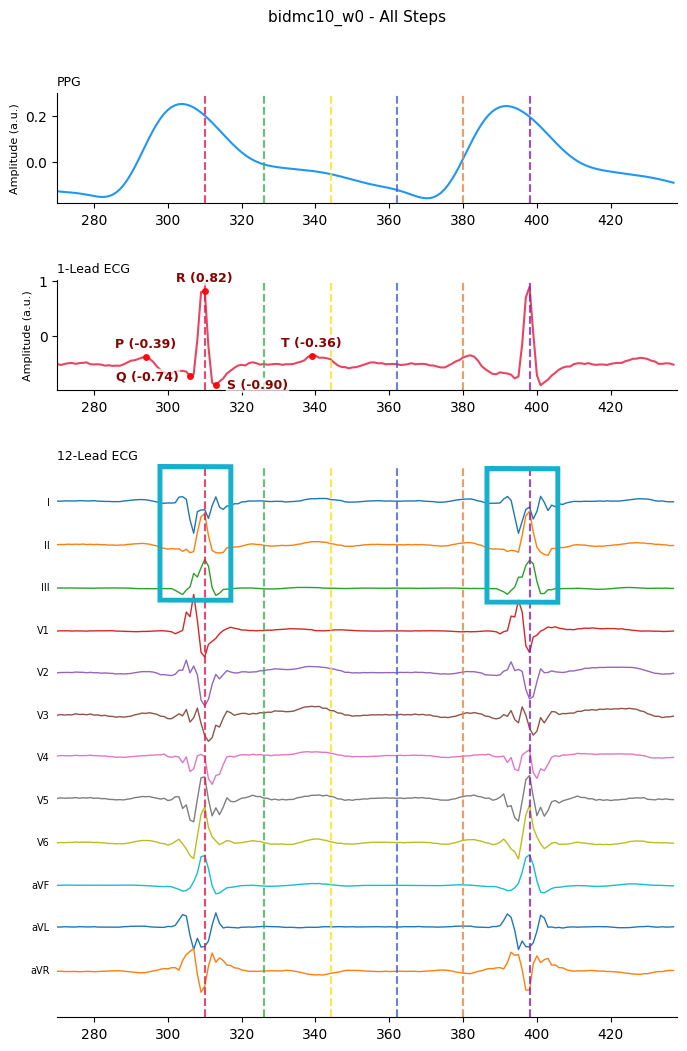 bidmc10_w0 - All Steps
PPG
Amplitude (a.u.)
0.2
0.0
280 300 320 340 360 380 400 420
1-Lead ECG
Amplitude (a.u.)
1
0
R (0.82)
P (-0.39)
T (-0.36)
Q (-0.74)
S (-0.90)
280 300 320 340 360 380 400 420
12-Lead ECG
I
II
III
V1
V2
V3
V4
V5
V6
aVF
aVL
aVR
280 300 320 340 360 380 400 420